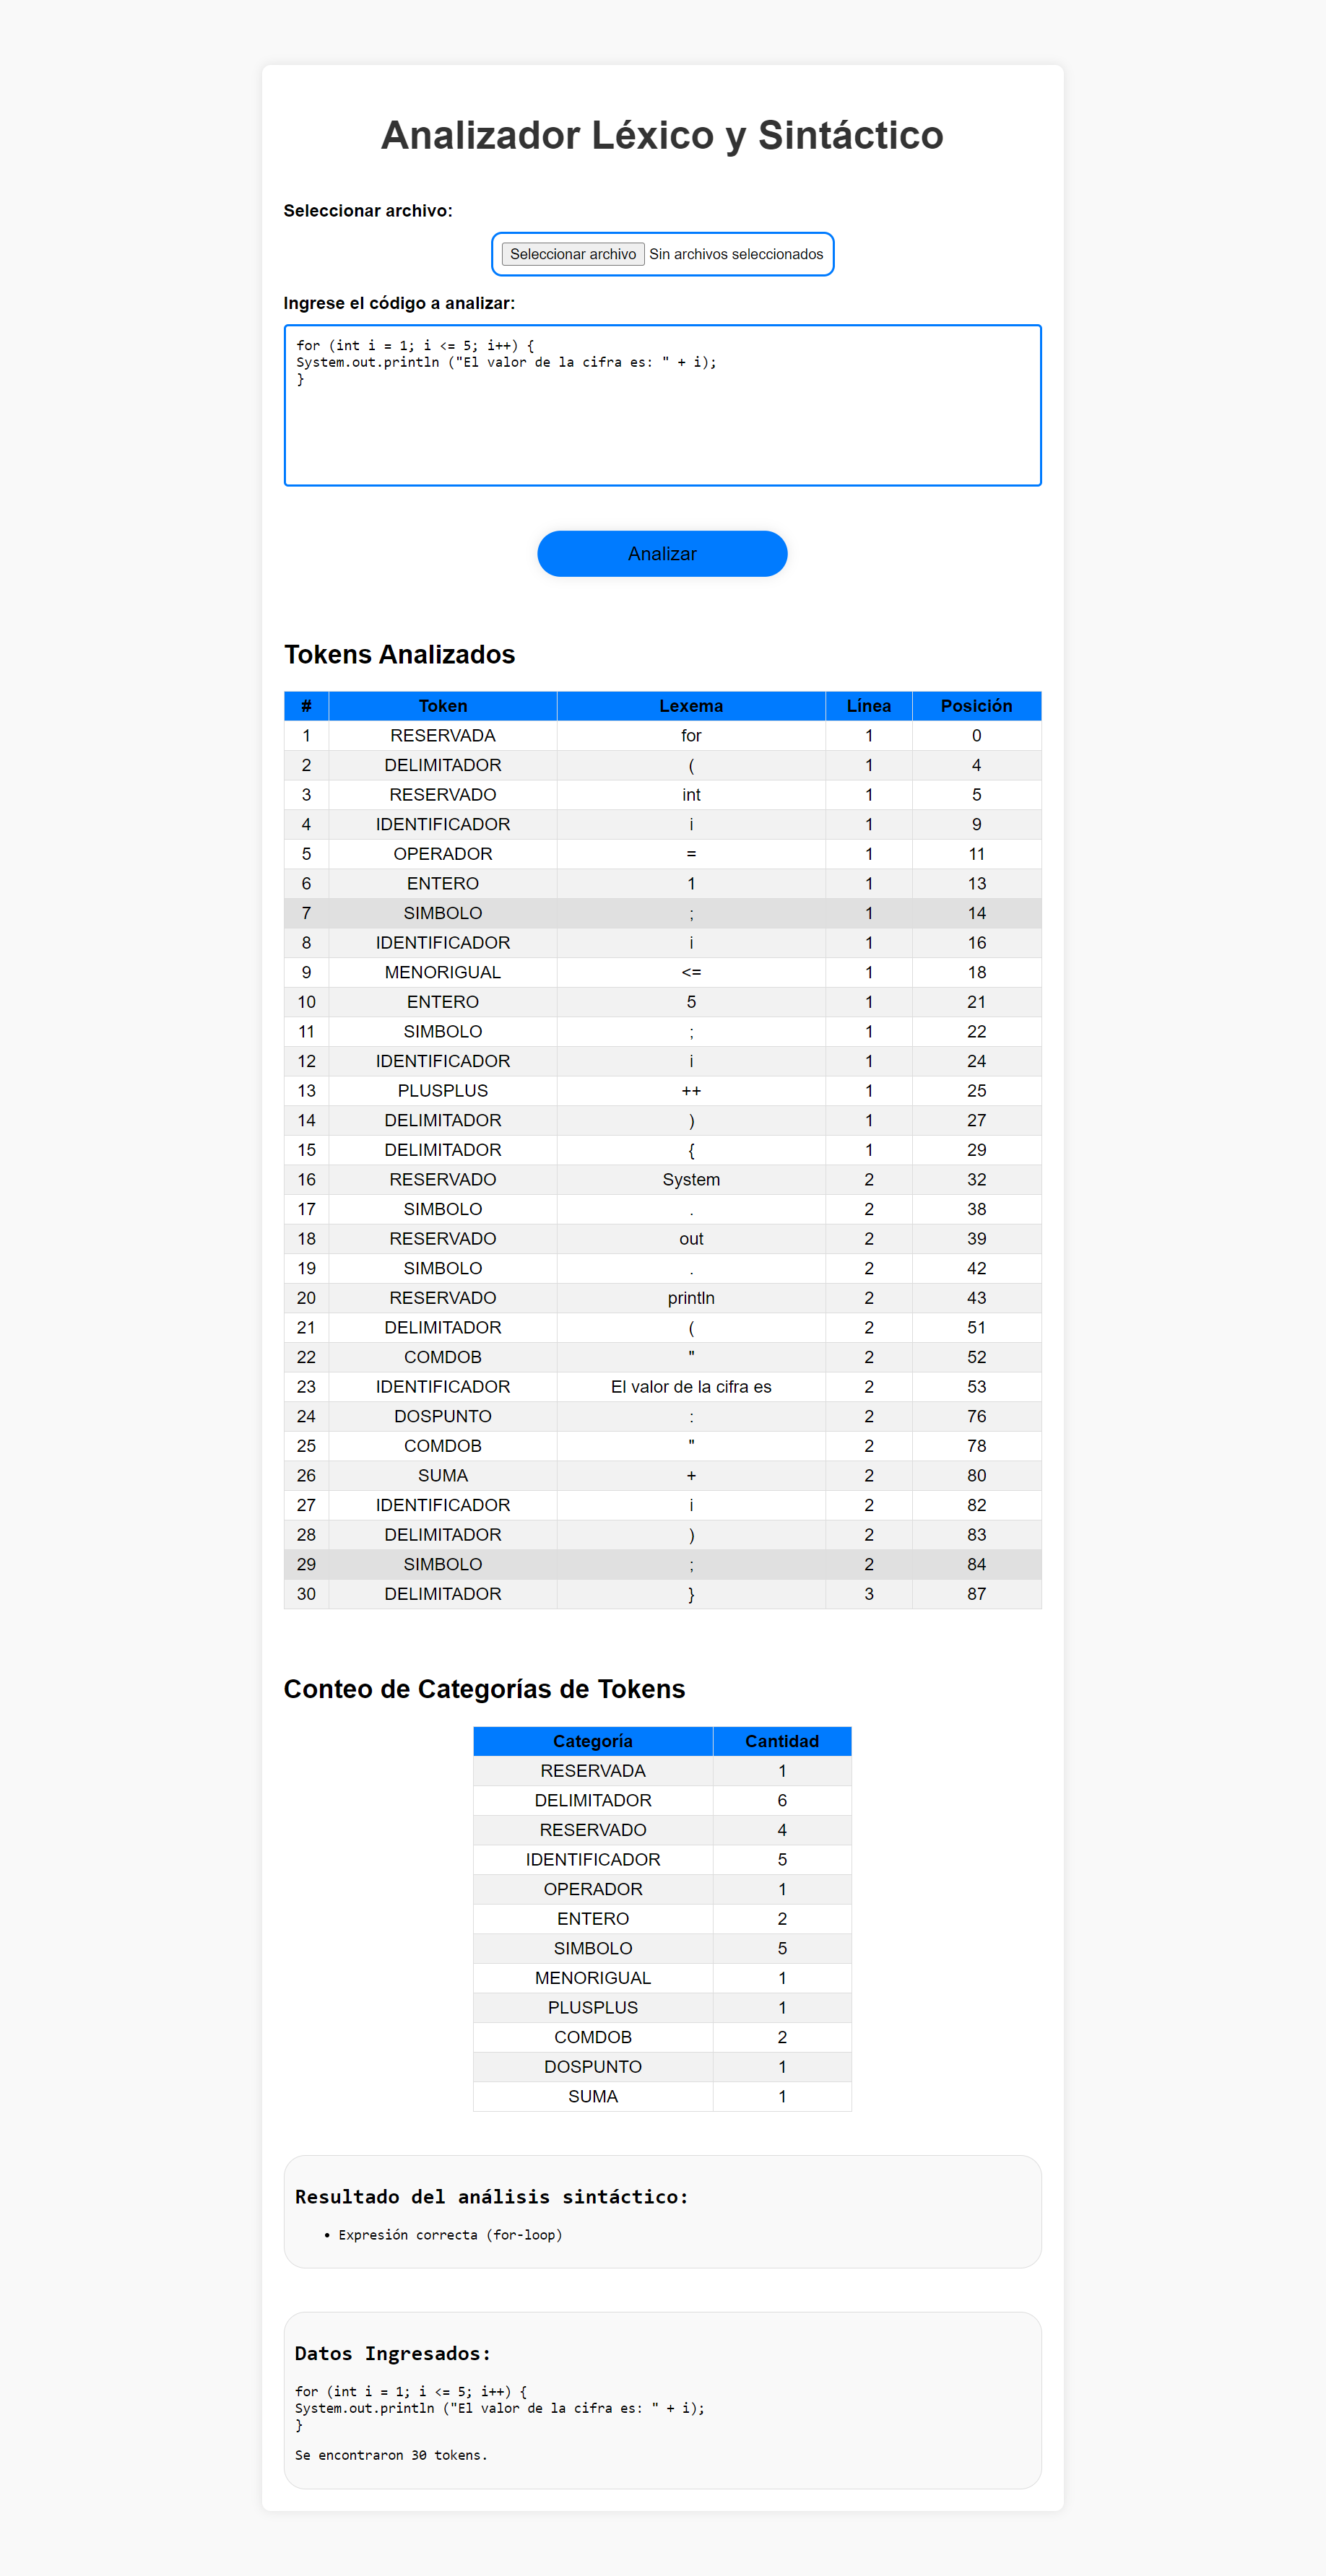 Analizador Léxico y Sintáctico
Seleccionar archivo:
Seleccionar archivo Sin archivos seleccionados
Ingrese el código a analizar:
for (int i = 1; i <= 5; i++) {
System.out.println ("El valor de la cifra es: " + i);
}
Analizar
Tokens Analizados
# Token Lexema Línea Posición
1 RESERVADA for 1 0
2 DELIMITADOR ( 1 4
3 RESERVADO int 1 5
4 IDENTIFICADOR i 1 9
5 OPERADOR = 1 11
6 ENTERO 1 1 13
7 SIMBOLO ; 1 14
8 IDENTIFICADOR i 1 16
9 MENORIGUAL <= 1 18
10 ENTERO 5 1 21
11 SIMBOLO ; 1 22
12 IDENTIFICADOR i 1 24
13 PLUSPLUS ++ 1 25
14 DELIMITADOR ) 1 27
15 DELIMITADOR { 1 29
16 RESERVADO System 2 32
17 SIMBOLO . 2 38
18 RESERVADO out 2 39
19 SIMBOLO . 2 42
20 RESERVADO println 2 43
21 DELIMITADOR ( 2 51
22 COMDOB " 2 52
23 IDENTIFICADOR El valor de la cifra es 2 53
24 DOSPUNTO : 2 76
25 COMDOB " 2 78
26 SUMA + 2 80
27 IDENTIFICADOR i 2 82
28 DELIMITADOR ) 2 83
29 SIMBOLO ; 2 84
30 DELIMITADOR } 3 87
Conteo de Categorías de Tokens
Categoría Cantidad
RESERVADA 1
DELIMITADOR 6
RESERVADO 4
IDENTIFICADOR 5
OPERADOR 1
ENTERO 2
SIMBOLO 5
MENORIGUAL 1
PLUSPLUS 1
COMDOB 2
DOSPUNTO 1
SUMA 1
Resultado del análisis sintáctico:
• Expresión correcta (for-loop)
Datos Ingresados:
for (int i = 1; i <= 5; i++) {
System.out.println ("El valor de la cifra es: " + i);
}
Se encontraron 30 tokens.